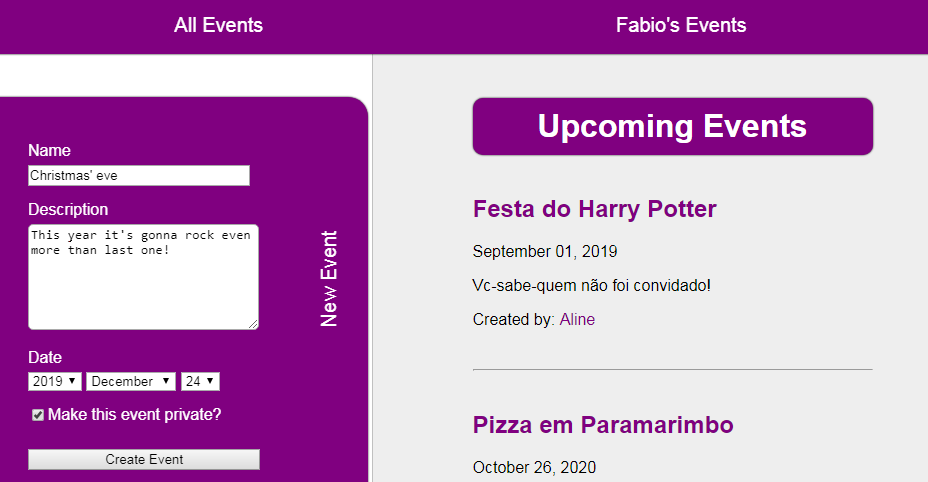 All Events
Fabio's Events
Name
Christmas' eve
Description
This year it's gonna rock even
more than last one!
Date
2019 December 24
Make this event private?
Create Event
New Event
Upcoming Events
Festa do Harry Potter
September 01, 2019
Vc-sabe-quem não foi convidado!
Created by: Aline
Pizza em Paramarimbo
October 26, 2020